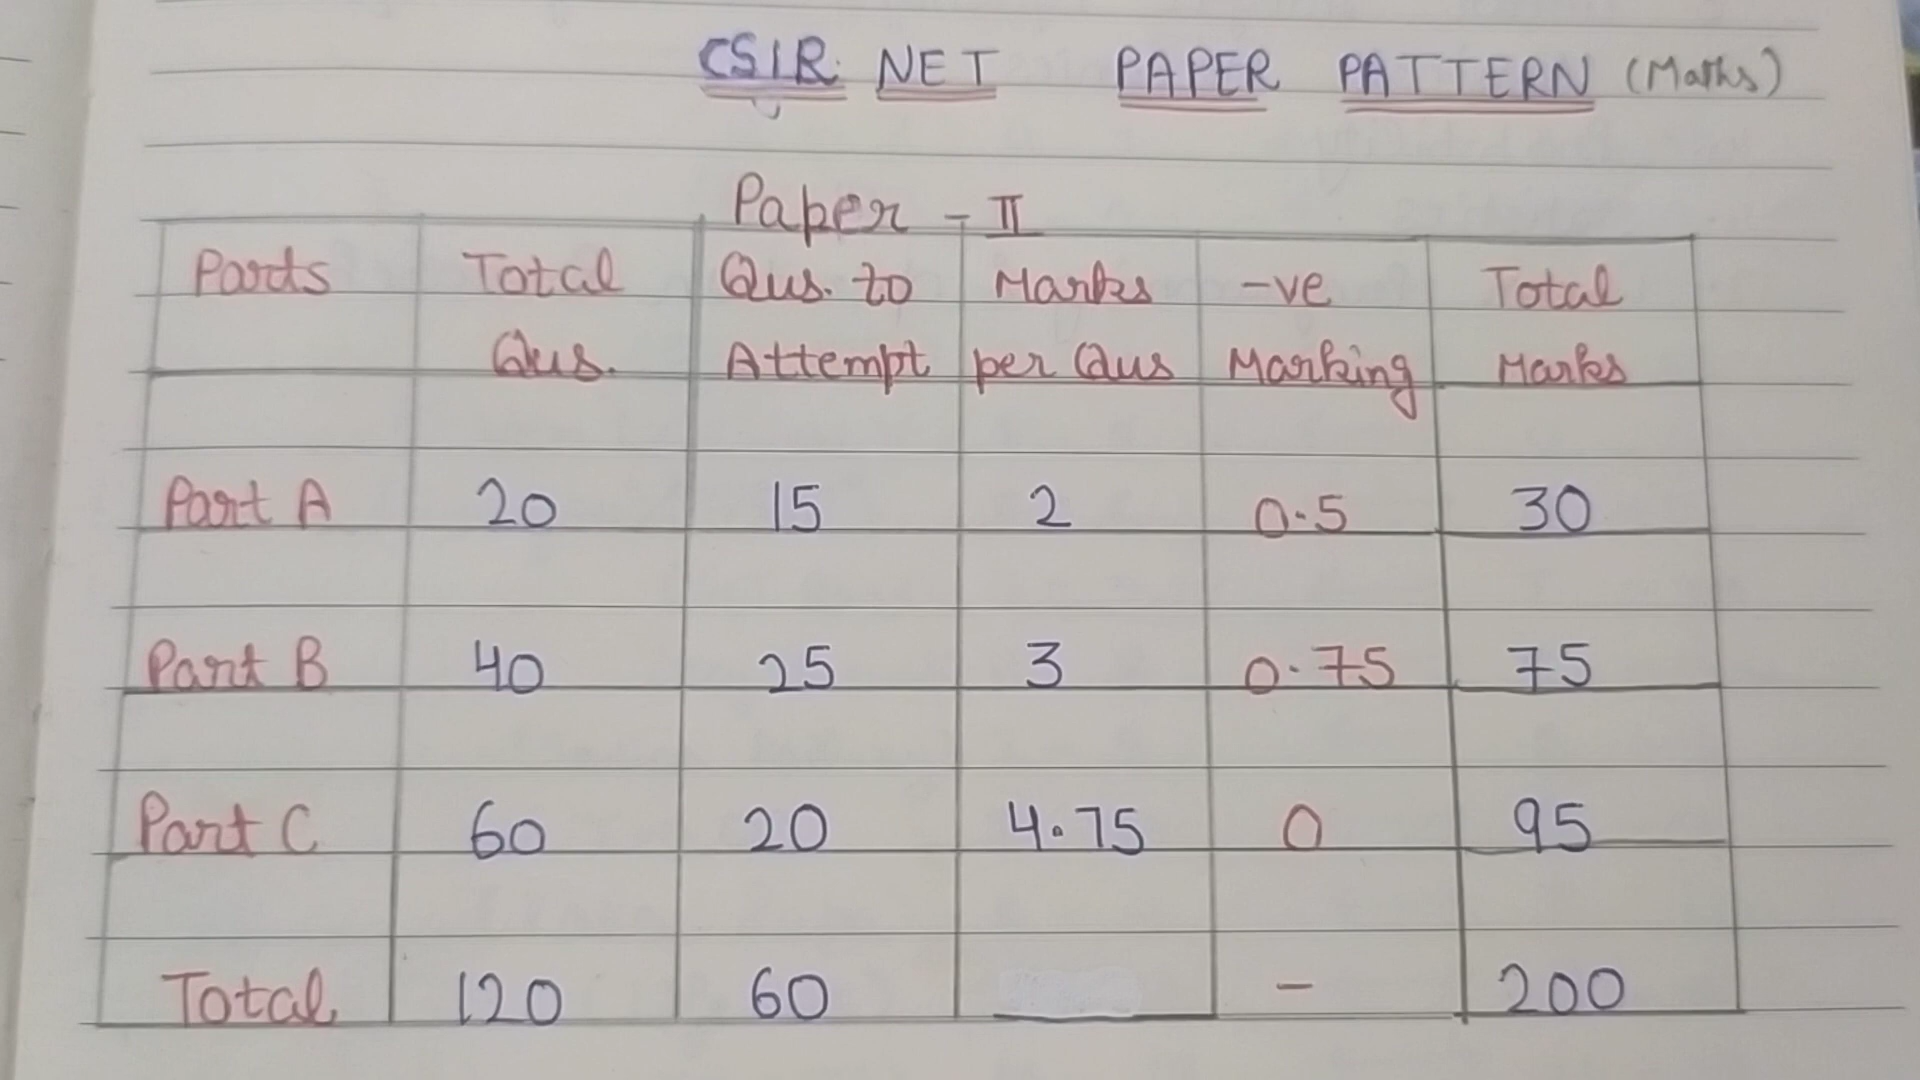 CSIR NET PAPER PATTERN (Maths)
Paper - II
Parts Total Qus. to Marks -ve Total
Qus. Attempt per Qus Marking Marks
Part A 20 15 2 0.5 30
Part B 40 25 3 0.75 75
Part C 60 20 4.75 0 95
Total 120 60 - 200